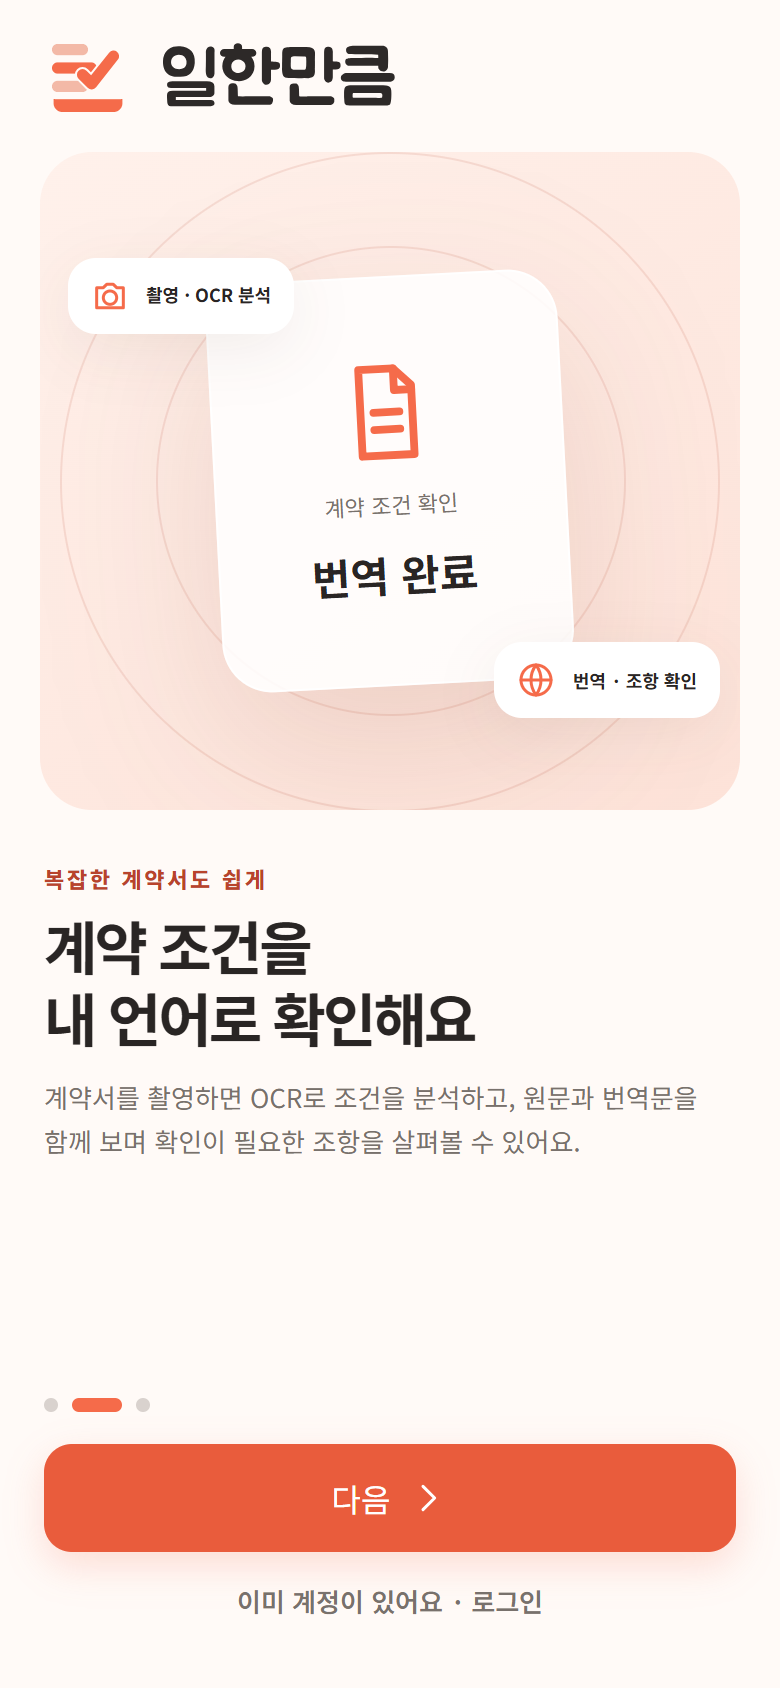 일한만큼
촬영 · OCR 분석
계약 조건 확인
번역 완료
번역 · 조항 확인
복잡한 계약서도 쉽게
계약 조건을
내 언어로 확인해요
계약서를 촬영하면 OCR로 조건을 분석하고, 원문과 번역문을
함께 보며 확인이 필요한 조항을 살펴볼 수 있어요.
다음
이미 계정이 있어요 · 로그인